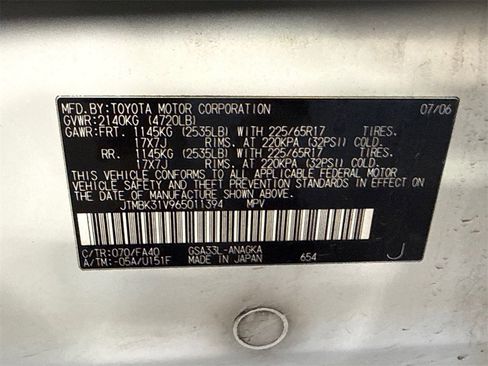 MFD.BY:TOYOTA MOTOR CORPORATION 07/06
GVWR:2140KG (4720LB)
GAWR:FRT. 1145KG (2535LB) WITH 225/65R17 TIRES.
17X7J RIMS. AT 220KPA (32PSI) COLD.
RR. 1145KG (2535LB) WITH 225/65R17 TIRES.
17X7J RIMS. AT 220KPA (32PSI) COLD.
THIS VEHICLE CONFORMS TO ALL APPLICABLE FEDERAL MOTOR
VEHICLE SAFETY AND THEFT PREVENTION STANDARDS IN EFFECT ON
THE DATE OF MANUFACTURE SHOWN ABOVE.
JTMBK31V965011394 MPV
C/TR:070/FA40 GSA33L-ANAGKA
A/TM:-05A/U151F MADE IN JAPAN 654 J